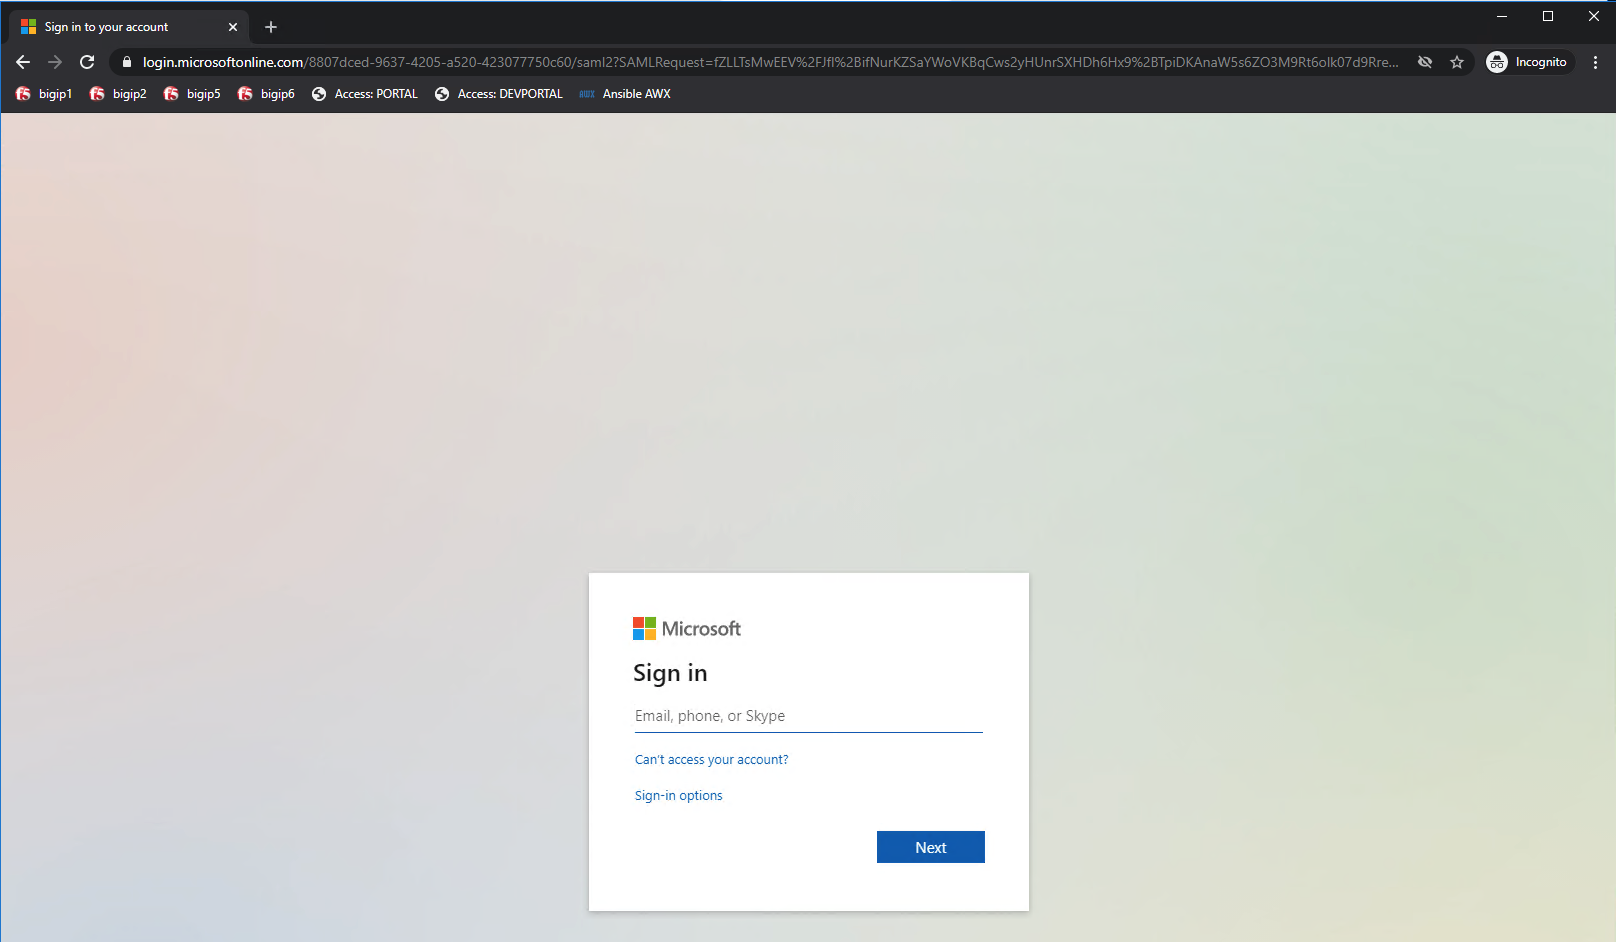 Sign in to your account
login.microsoftonline.com/8807dced-9637-4205-a520-423077750c60/saml2?SAMLRequest=fZLLTsMwEEV%2FJfI%2BifNurKZSaYWoVKBqCws2yHUnrSXHDh6Hx9%2BTpiDKAnaW5s6ZO3M9Rt6olk07d9Rre... Incognito
bigip1 bigip2 bigip5 bigip6 Access: PORTAL Access: DEVPORTAL AWX Ansible AWX
Microsoft
Sign in
Email, phone, or Skype
Can't access your account?
Sign-in options
Next